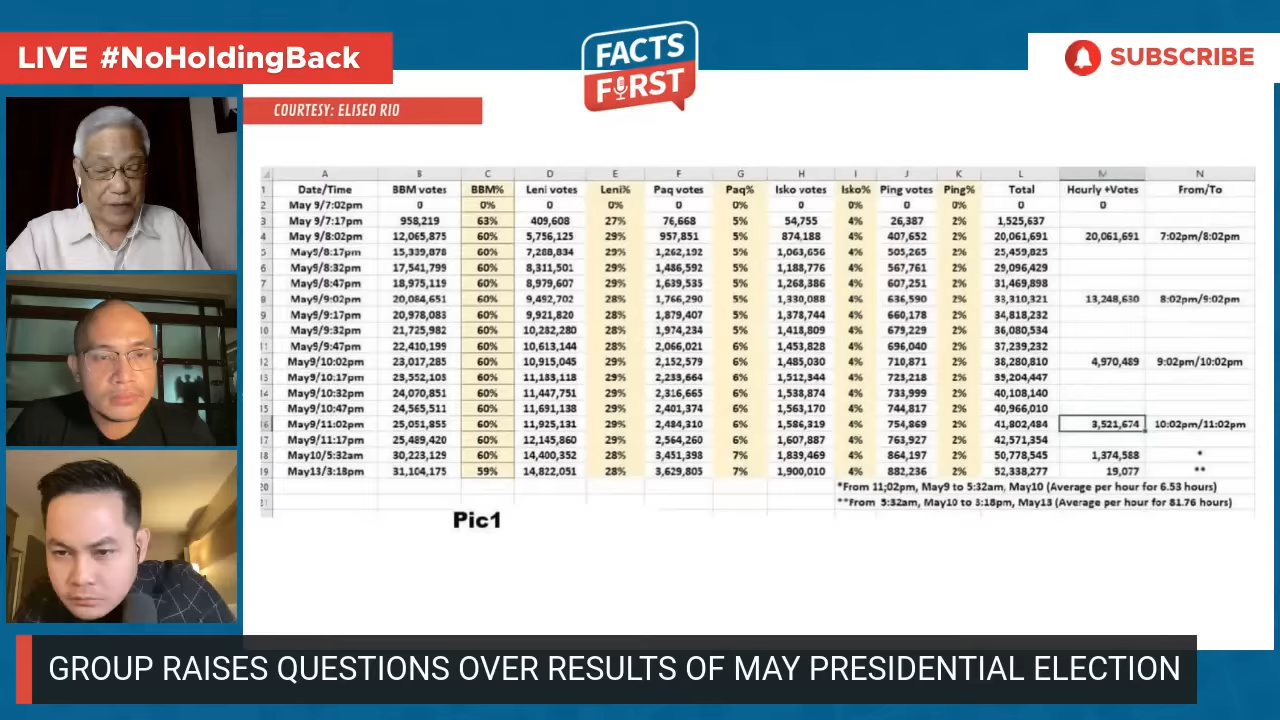 LIVE #NoHoldingBack
FACTS
FIRST
SUBSCRIBE
COURTESY: ELISEO RIO
A B C D E F G H I J K L M N
1 Date/Time BBM votes BBM% Leni votes Leni% Paq votes Paq% Isko votes Isko% Ping votes Ping% Total Hourly +Votes From/To
2 May 9/7:02pm 0 0% 0 0% 0 0% 0 0% 0 0% 0 0
3 May 9/7:17pm 958,219 63% 409,608 27% 76,668 5% 54,755 4% 26,387 2% 1,525,637
4 May 9/8:02pm 12,065,875 60% 5,756,125 29% 957,851 5% 874,188 4% 407,652 2% 20,061,691 20,061,691 7:02pm/8:02pm
5 May9/8:17pm 15,339,878 60% 7,288,834 29% 1,262,192 5% 1,063,656 4% 505,265 2% 25,459,825
6 May9/8:32pm 17,541,799 60% 8,311,501 29% 1,486,592 5% 1,188,776 4% 567,761 2% 29,096,429
7 May9/8:47pm 18,975,119 60% 8,979,607 29% 1,639,535 5% 1,268,386 4% 607,251 2% 31,469,898
8 May9/9:02pm 20,084,651 60% 9,492,702 28% 1,766,290 5% 1,330,088 4% 636,590 2% 33,310,321 13,248,630 8:02pm/9:02pm
9 May9/9:17pm 20,978,083 60% 9,921,820 28% 1,879,407 5% 1,378,744 4% 660,178 2% 34,818,232
10 May9/9:32pm 21,725,982 60% 10,282,280 28% 1,974,234 5% 1,418,809 4% 679,229 2% 36,080,534
11 May9/9:47pm 22,410,199 60% 10,613,144 28% 2,066,021 6% 1,453,828 4% 696,040 2% 37,239,232
12 May9/10:02pm 23,017,285 60% 10,915,045 29% 2,152,579 6% 1,485,030 4% 710,871 2% 38,280,810 4,970,489 9:02pm/10:02pm
13 May9/10:17pm 23,552,103 60% 11,183,118 29% 2,233,664 6% 1,512,344 4% 723,218 2% 39,204,447
14 May9/10:32pm 24,070,851 60% 11,447,751 29% 2,316,665 6% 1,538,874 4% 733,999 2% 40,108,140
15 May9/10:47pm 24,565,511 60% 11,691,138 29% 2,401,374 6% 1,563,170 4% 744,817 2% 40,966,010
16 May9/11:02pm 25,051,855 60% 11,925,131 29% 2,484,310 6% 1,586,319 4% 754,869 2% 41,802,484 3,521,674 10:02pm/11:02pm
17 May9/11:17pm 25,489,420 60% 12,145,860 29% 2,564,260 6% 1,607,887 4% 763,927 2% 42,571,354
18 May10/5:32am 30,223,129 60% 14,400,352 28% 3,451,398 7% 1,839,469 4% 864,197 2% 50,778,545 1,374,588 *
19 May13/3:18pm 31,104,175 59% 14,822,051 28% 3,629,805 7% 1,900,010 4% 882,236 2% 52,338,277 19,077 **
20 *From 11;02pm, May9 to 5:32am, May10 (Average per hour for 6.53 hours)
21 **From 5:32am, May10 to 3:18pm, May13 (Average per hour for 81.76 hours)
Pic1
GROUP RAISES QUESTIONS OVER RESULTS OF MAY PRESIDENTIAL ELECTION